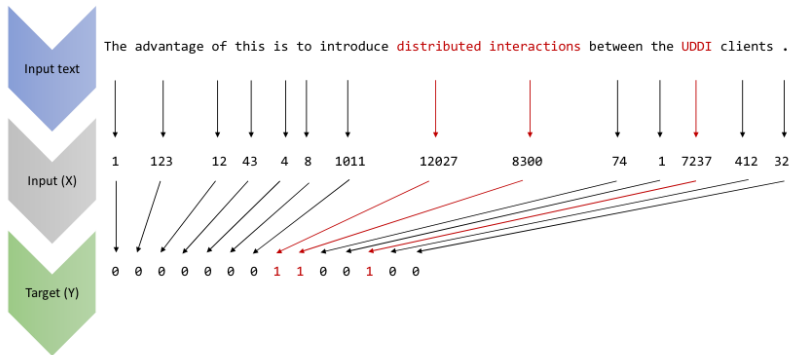 The advantage of this is to introduce distributed interactions between the UDDI clients .
Input text
1 123 12 43 4 8 1011 12027 8300 74 1 7237 412 32
Input (X)
0 0 0 0 0 0 0 1 1 0 0 1 0 0
Target (Y)